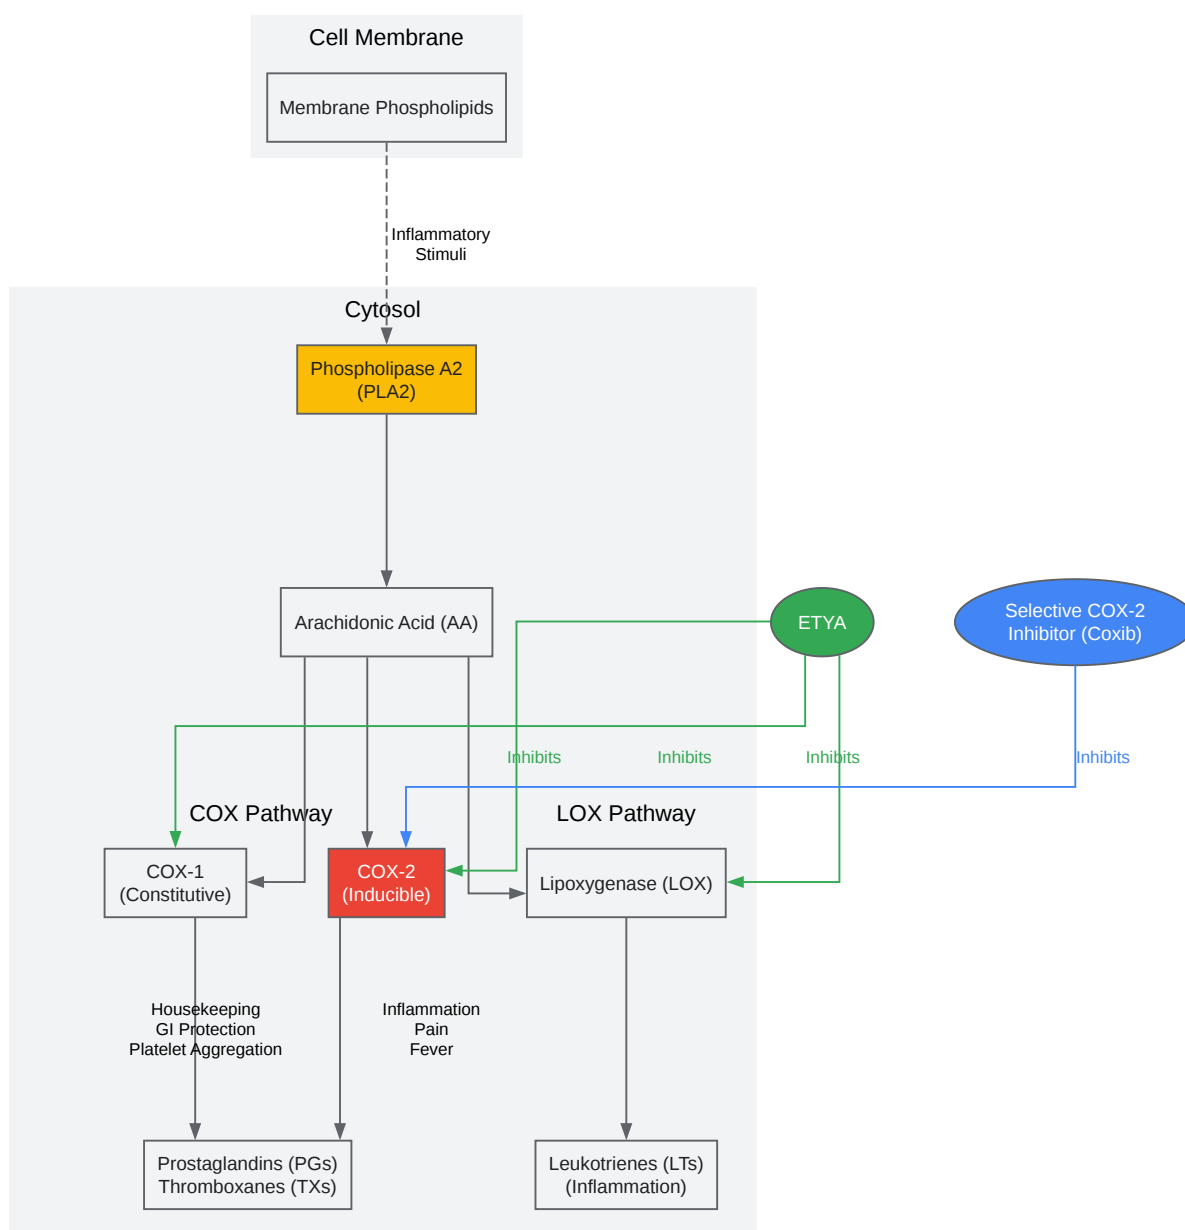 Cell Membrane
Membrane Phospholipids
Inflammatory
Stimuli
Cytosol
Phospholipase A2
(PLA2)
Arachidonic Acid (AA)
ETYA
Selective COX-2
Inhibitor (Coxib)
Inhibits
Inhibits
Inhibits
Inhibits
COX Pathway
LOX Pathway
COX-1
(Constitutive)
COX-2
(Inducible)
Lipoxygenase (LOX)
Housekeeping
GI Protection
Platelet Aggregation
Inflammation
Pain
Fever
Prostaglandins (PGs)
Thromboxanes (TXs)
Leukotrienes (LTs)
(Inflammation)